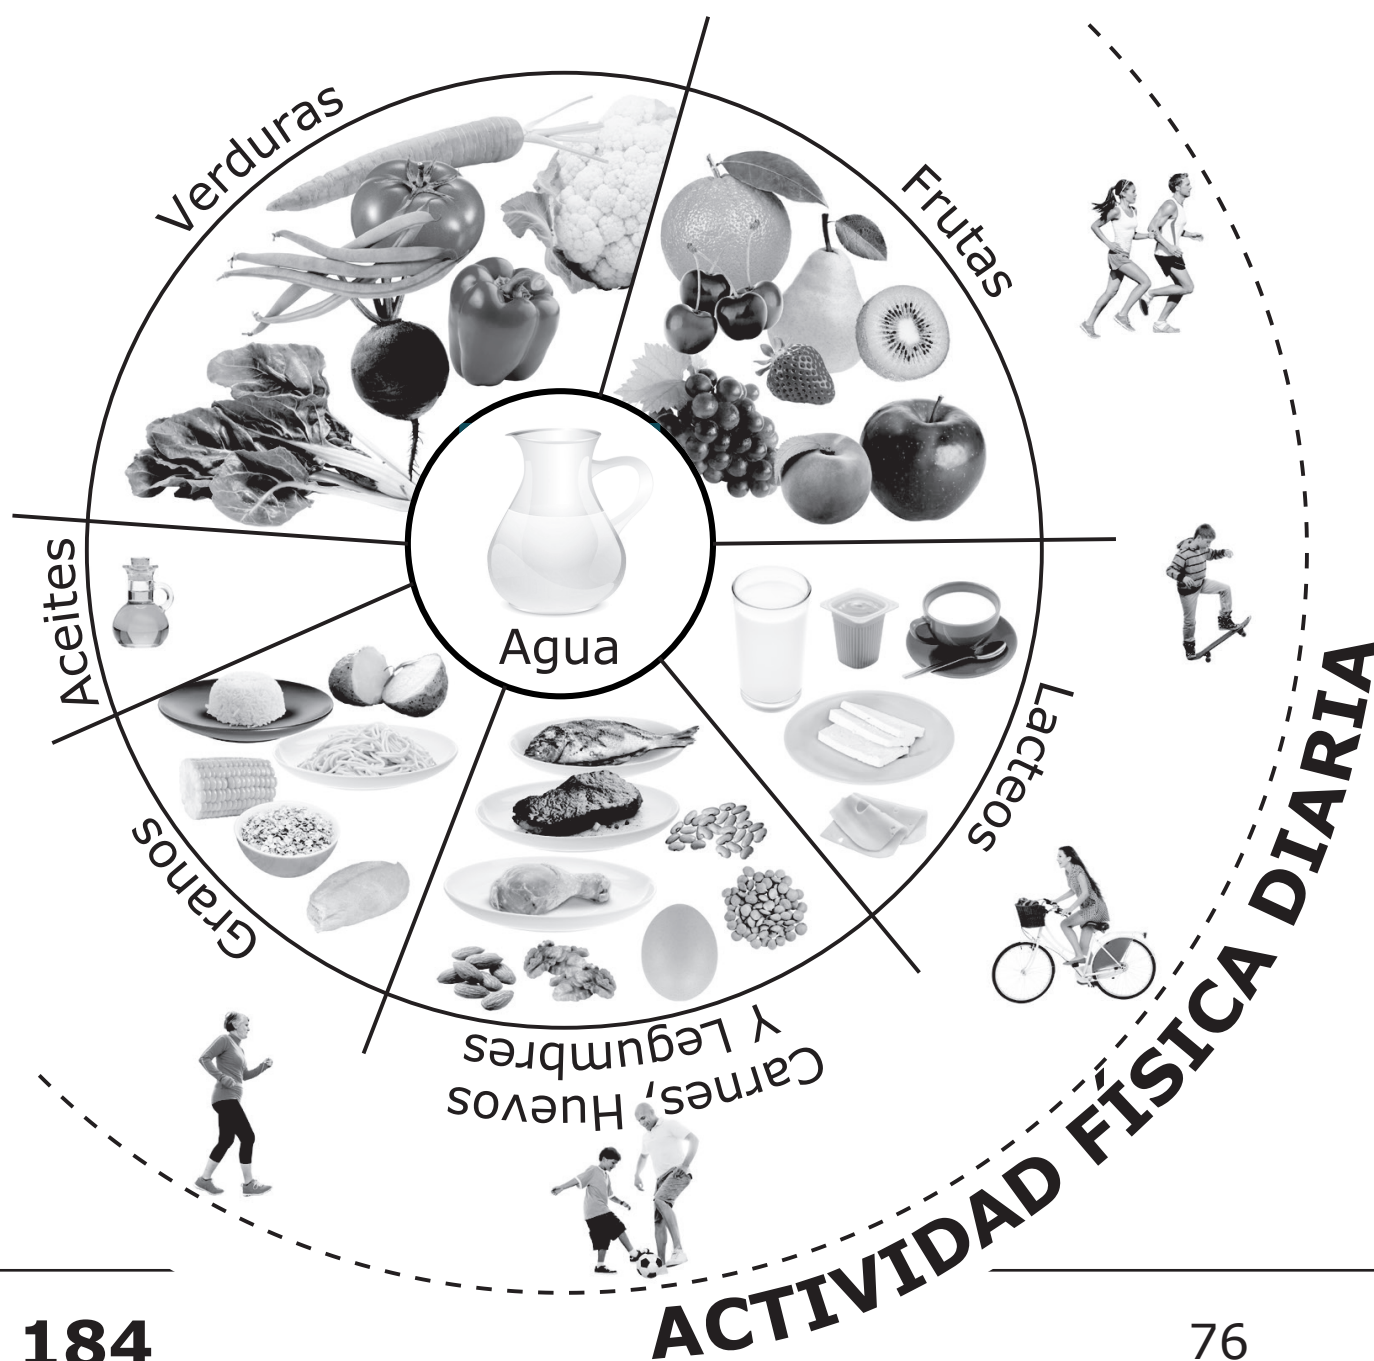 Verduras
Frutas
Aceites
Agua
Lacteos
Granos
Carnes, Huevos
Y Legumbres
ACTIVIDAD FÍSICA DIARIA
184
76